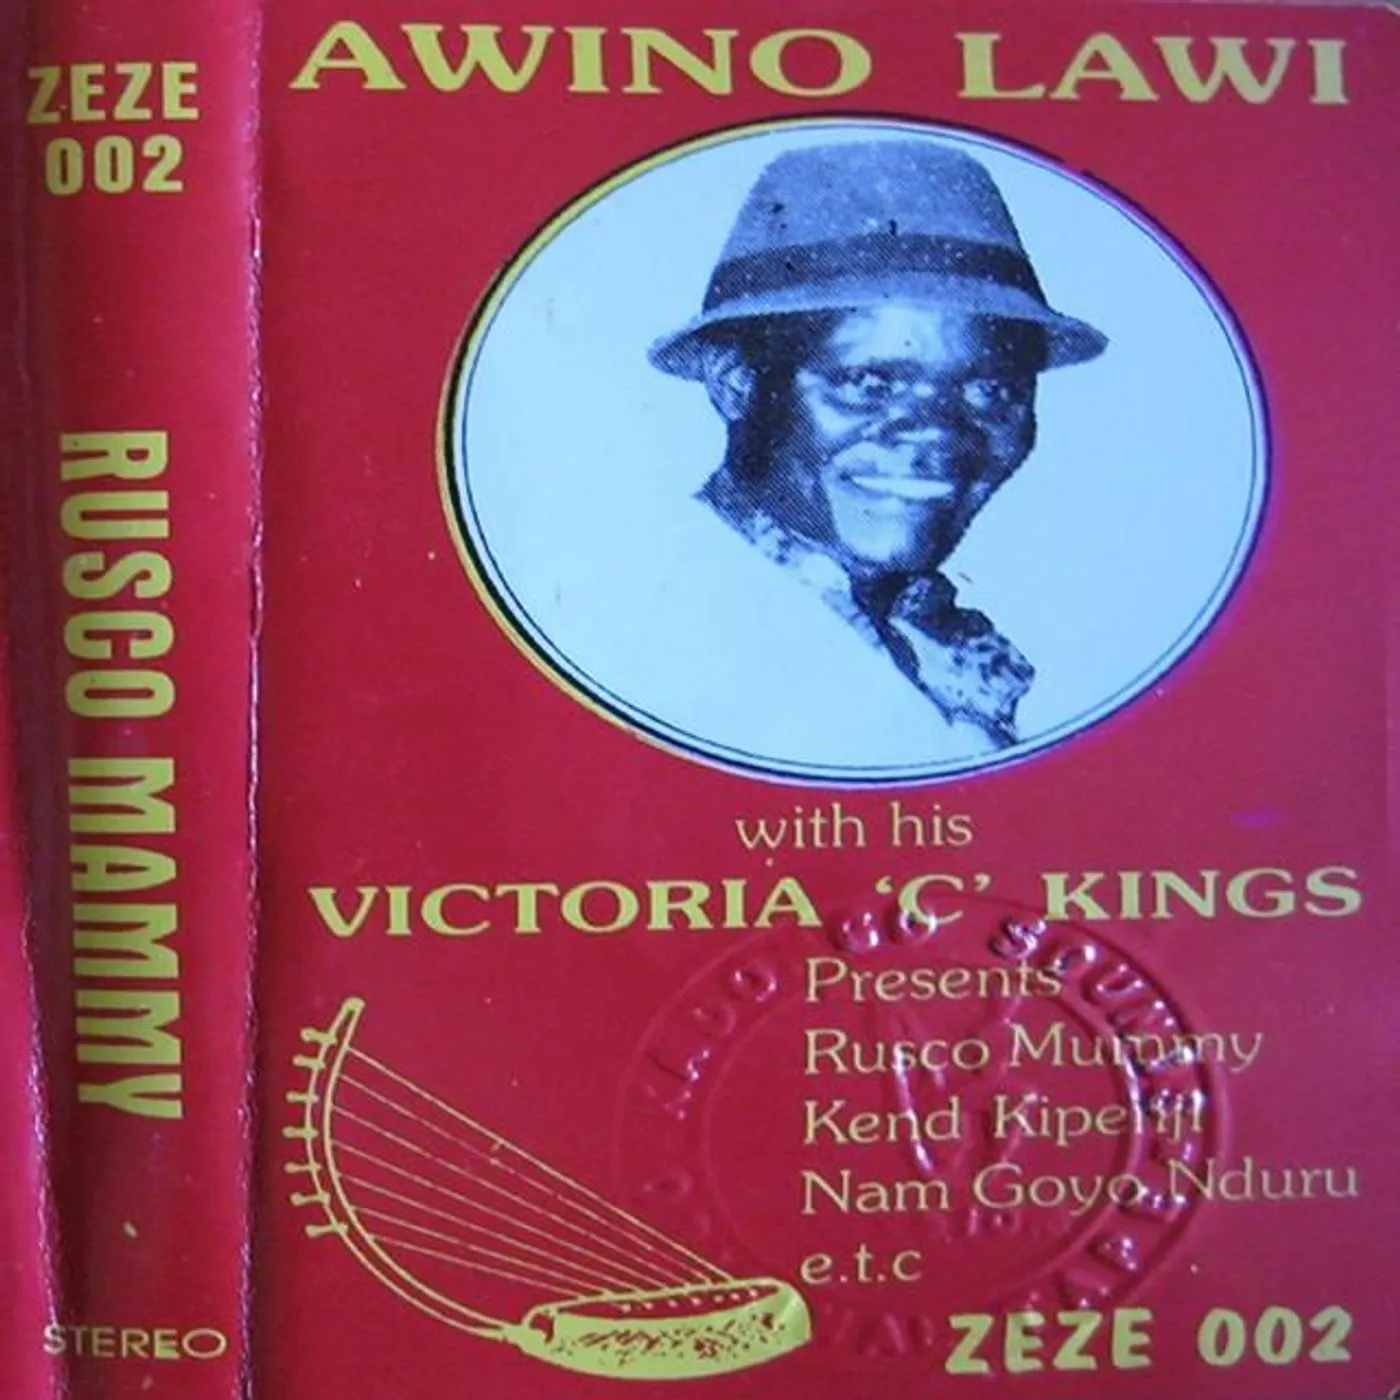 ZEZE
002
RUSCO MAMMY
STEREO
AWINO LAWI
with his
VICTORIA 'C' KINGS
Presents
Rusco Mummy
Kend Kipenji
Nam Goyo Nduru
e.t.c
ZEZE 002